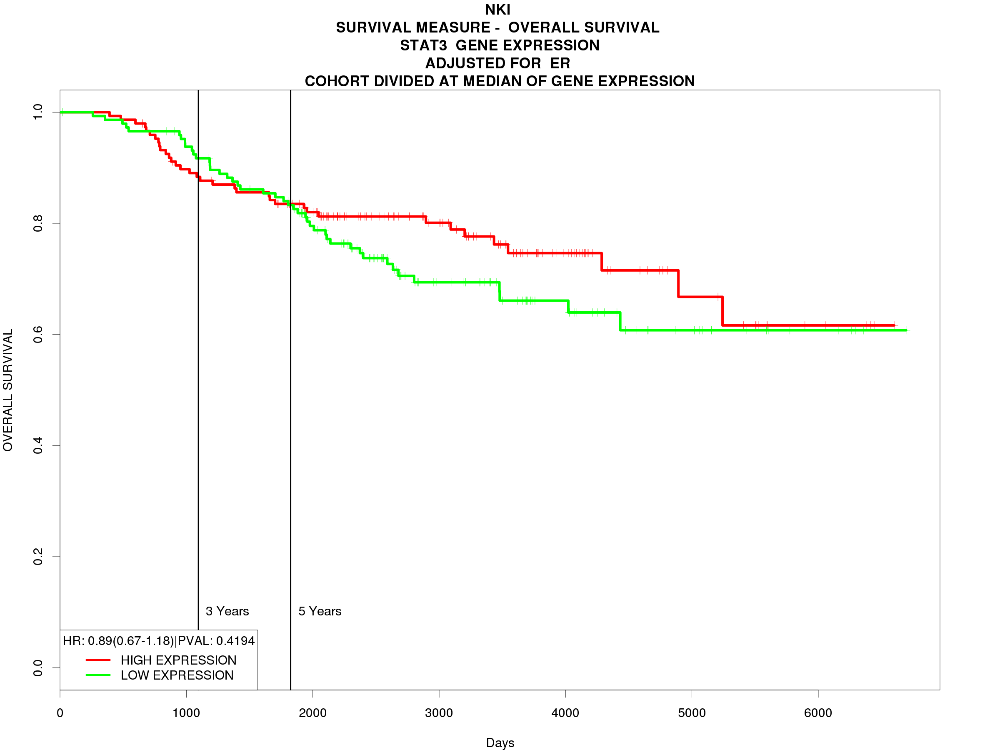 NKI
SURVIVAL MEASURE - OVERALL SURVIVAL
STAT3 GENE EXPRESSION
ADJUSTED FOR ER
COHORT DIVIDED AT MEDIAN OF GENE EXPRESSION
OVERALL SURVIVAL
1.0
0.8
0.6
0.4
0.2
0.0
3 Years
5 Years
HR: 0.89(0.67-1.18)|PVAL: 0.4194
HIGH EXPRESSION
LOW EXPRESSION
0 1000 2000 3000 4000 5000 6000
Days